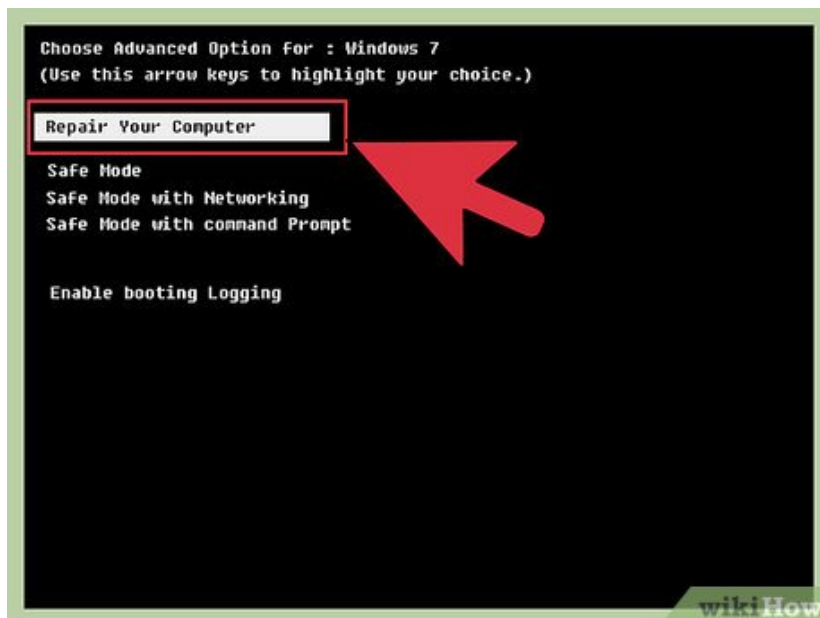 Choose Advanced Option for : Windows 7
(Use this arrow keys to highlight your choice.)
Repair Your Computer
Safe Mode
Safe Mode with Networking
Safe Mode with command Prompt
Enable booting Logging
wikiHow